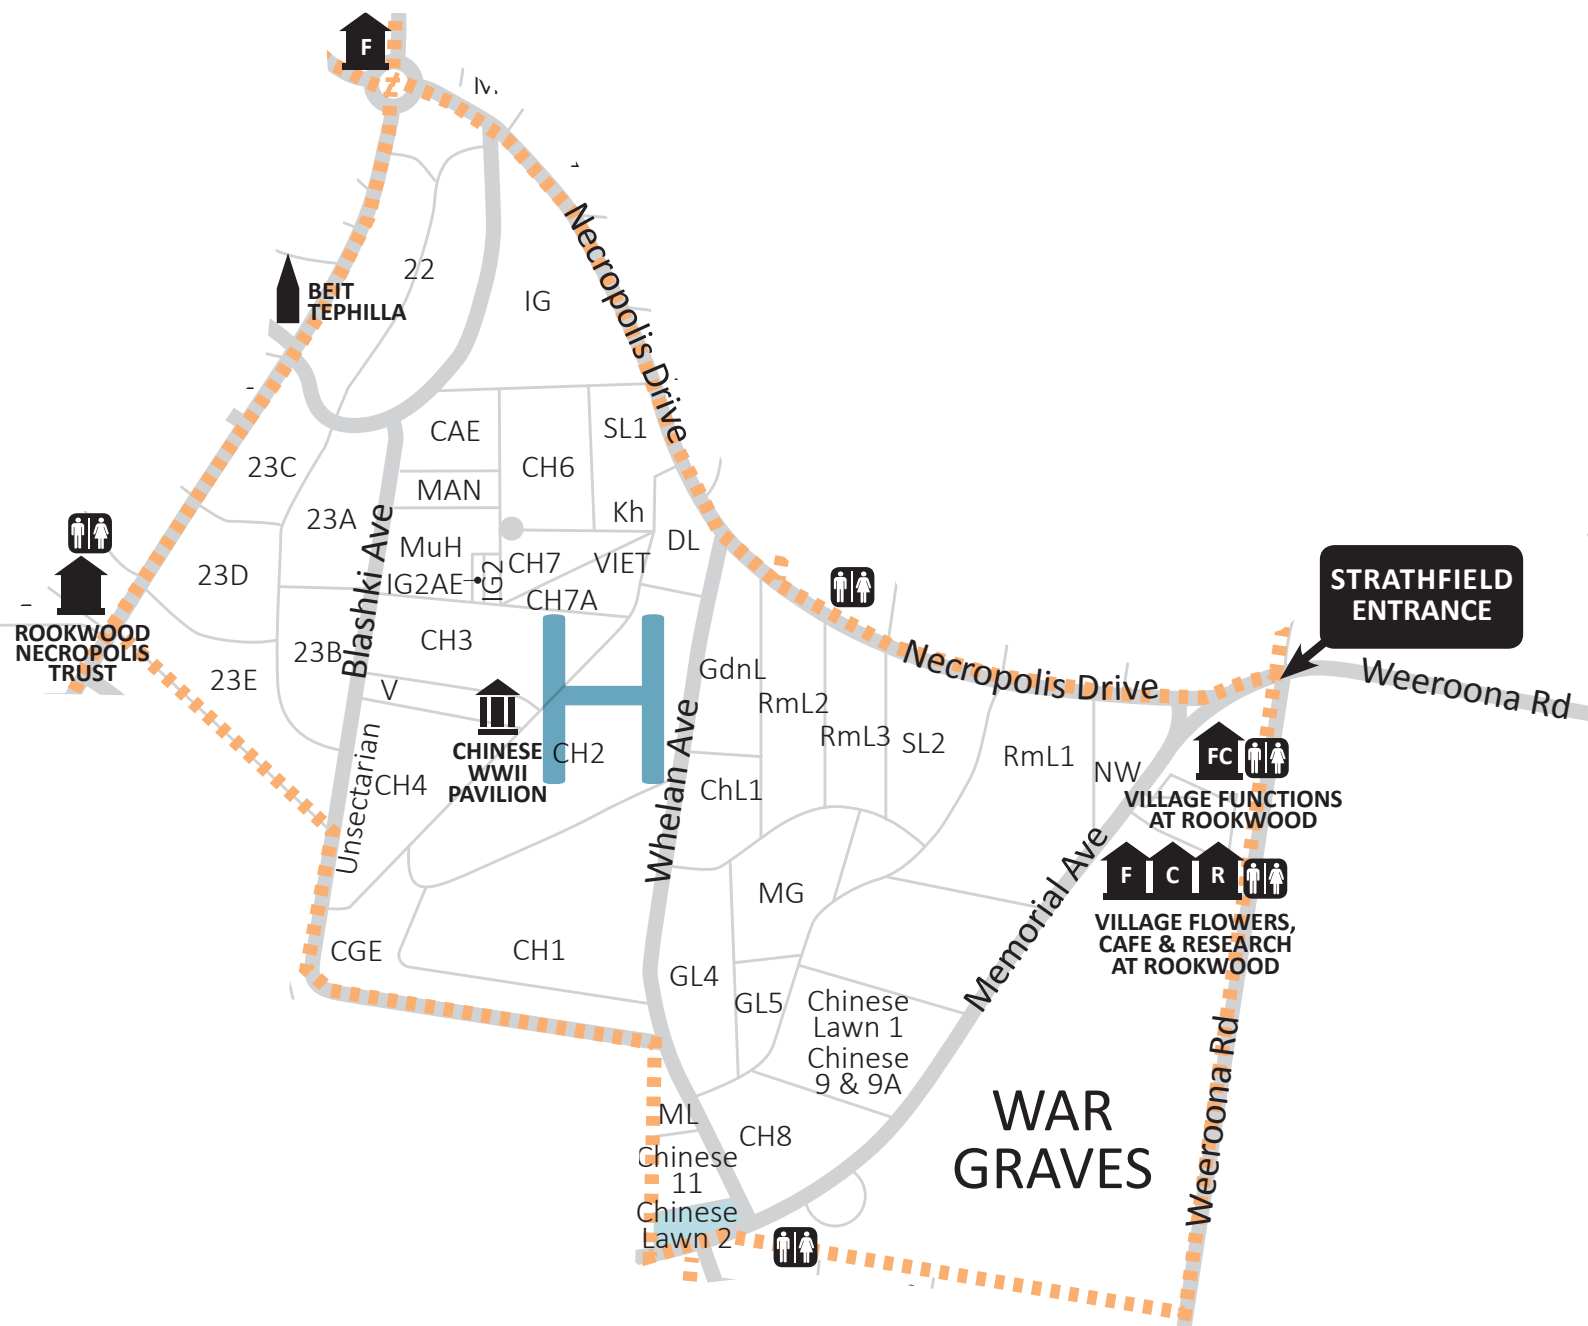 F
22
IG
BEIT
TEPHILLA
Necropolis Drive
CAE
SL1
23C
CH6
MAN
Kh
23A
DL
MuH
CH7
VIET
IG2AE
IG2
23D
CH7A
Blashki Ave
STRATHFIELD
ENTRANCE
ROOKWOOD
NECROPOLIS
TRUST
CH3
23B
23E
V
H
GdnL
RmL2
Necropolis Drive
Weeroona Rd
RmL3
SL2
RmL1
NW
CHINESE
WWII
PAVILION
CH2
CH4
Unsectarian
ChL1
Whelan Ave
FC
VILLAGE FUNCTIONS
AT ROOKWOOD
F
C
R
VILLAGE FLOWERS,
CAFE & RESEARCH
AT ROOKWOOD
MG
Memorial Ave
CGE
CH1
GL4
GL5
Chinese
Lawn 1
Chinese
9 & 9A
Weeroona Rd
ML
CH8
WAR
GRAVES
Chinese
11
Chinese
Lawn 2